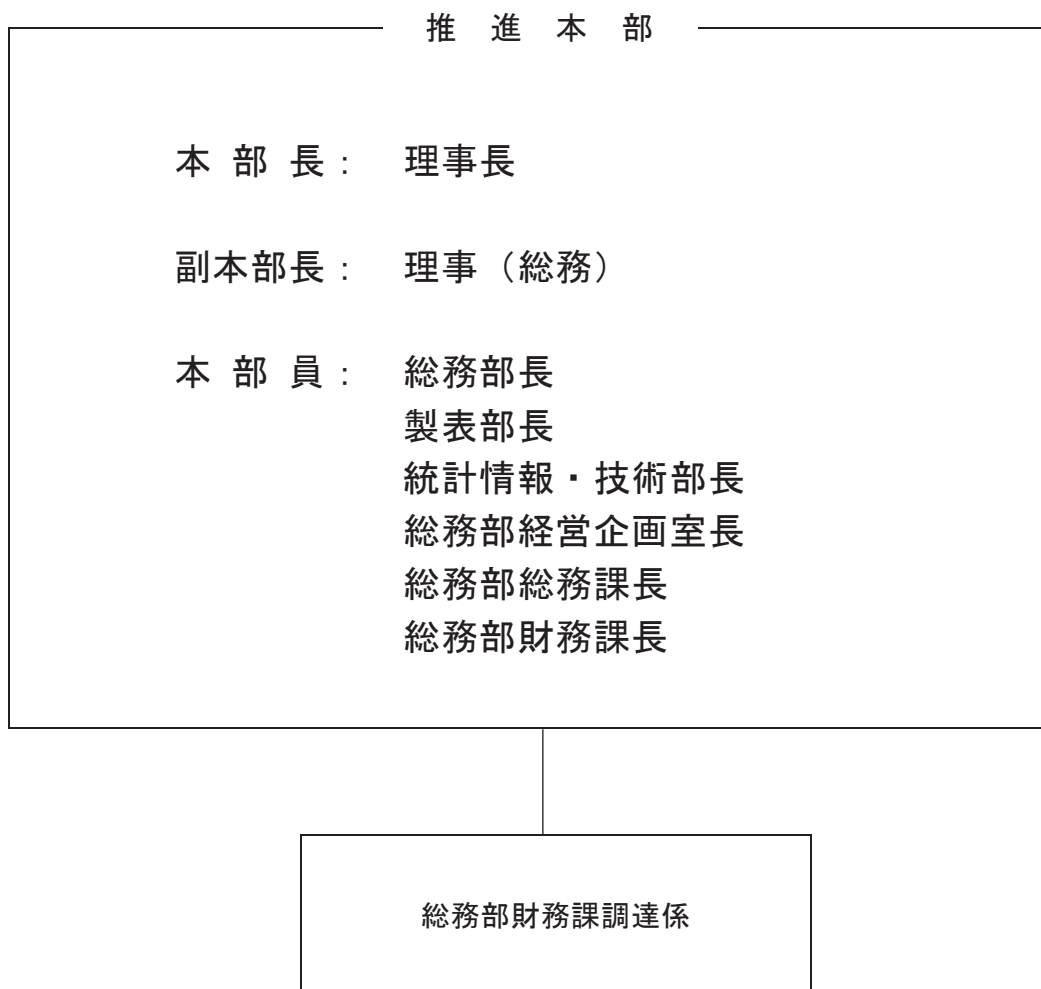 推 進 本 部
本 部 長： 理事長
副本部長： 理事（総務）
本 部 員： 総務部長
製表部長
統計情報・技術部長
総務部経営企画室長
総務部総務課長
総務部財務課長
総務部財務課調達係